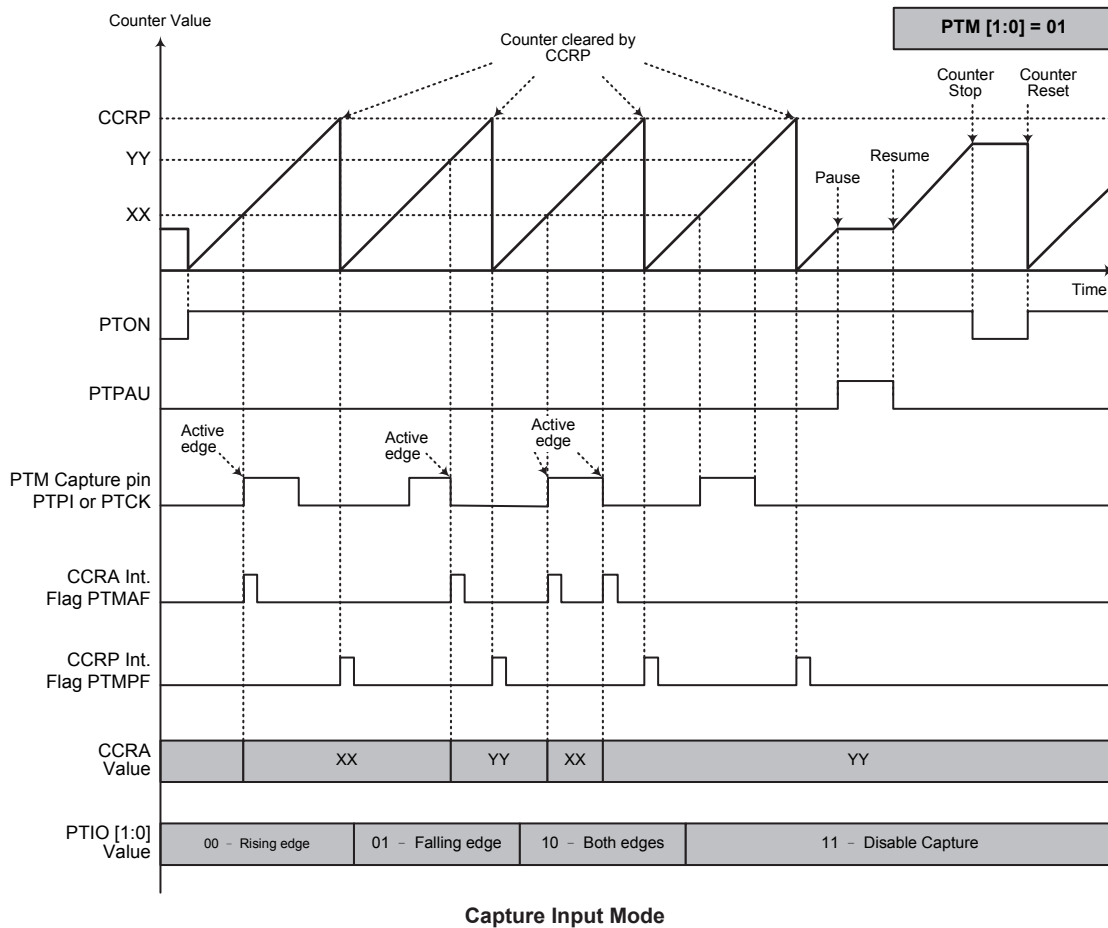 Counter Value
PTM [1:0] = 01
Counter cleared by
CCRP
Counter
Stop
Counter
Reset
CCRP
YY
XX
Pause
Resume
Time
PTON
PTPAU
Active
edge
Active
edge
Active
edge
PTM Capture pin
PTPI or PTCK
CCRA Int.
Flag PTMAF
CCRP Int.
Flag PTMPF
CCRA
Value
XX
YY
XX
YY
PTIO [1:0]
Value
00 – Rising edge
01 – Falling edge
10 – Both edges
11 – Disable Capture
Capture Input Mode